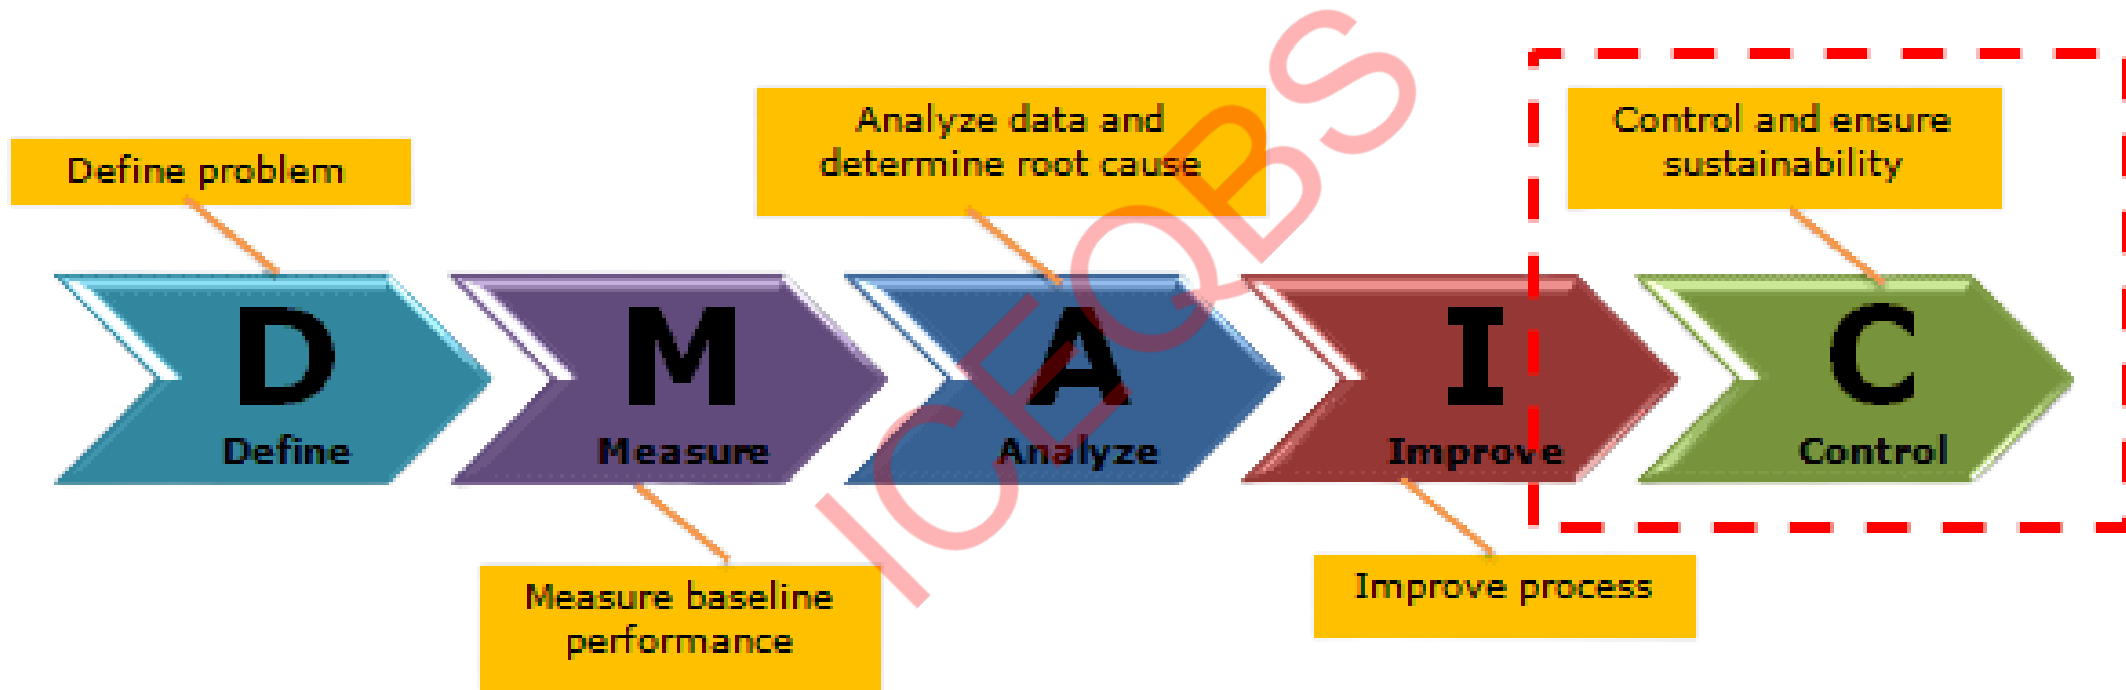 Define problem
Analyze data and
determine root cause
Control and ensure
sustainability
D
Define
M
Measure
A
Analyze
I
Improve
C
Control
Measure baseline
performance
Improve process
ICEQBS